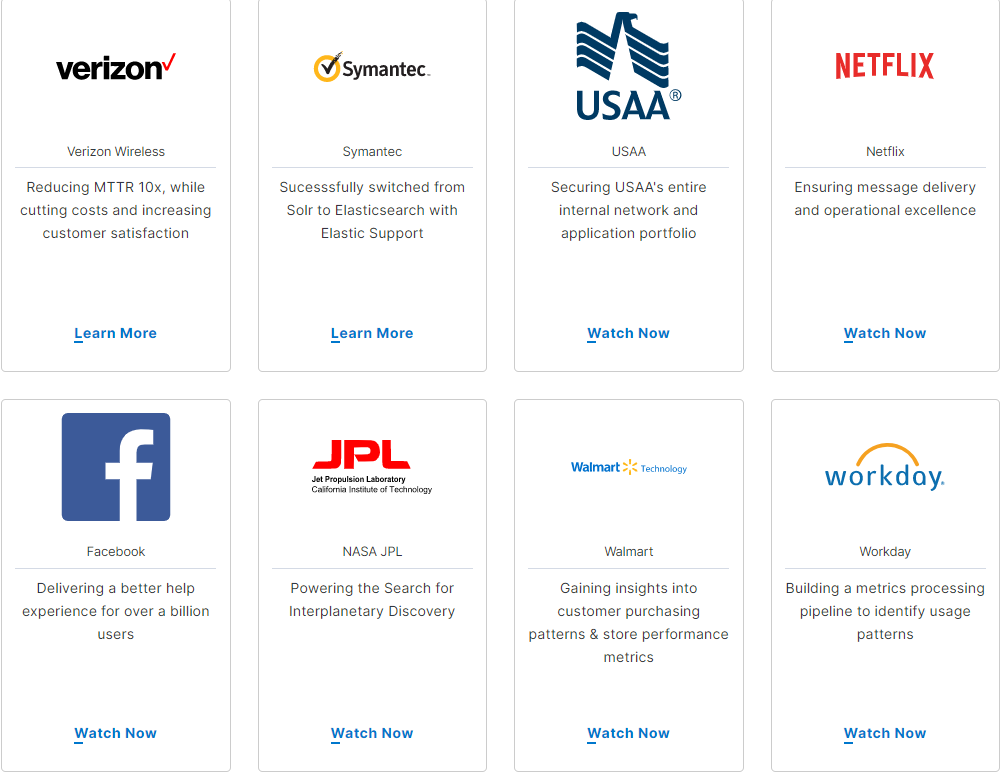 verizon
Symantec™
USAA®
NETFLIX
Verizon Wireless
Symantec
USAA
Netflix
Reducing MTTR 10x, while
cutting costs and increasing
customer satisfaction
Sucesssfully switched from
Solr to Elasticsearch with
Elastic Support
Securing USAA's entire
internal network and
application portfolio
Ensuring message delivery
and operational excellence
Learn More
Learn More
Watch Now
Watch Now
f
JPL
Jet Propulsion Laboratory
California Institute of Technology
Walmart Technology
workday®
Facebook
NASA JPL
Walmart
Workday
Delivering a better help
experience for over a billion
users
Powering the Search for
Interplanetary Discovery
Gaining insights into
customer purchasing
patterns & store performance
metrics
Building a metrics processing
pipeline to identify usage
patterns
Watch Now
Watch Now
Watch Now
Watch Now